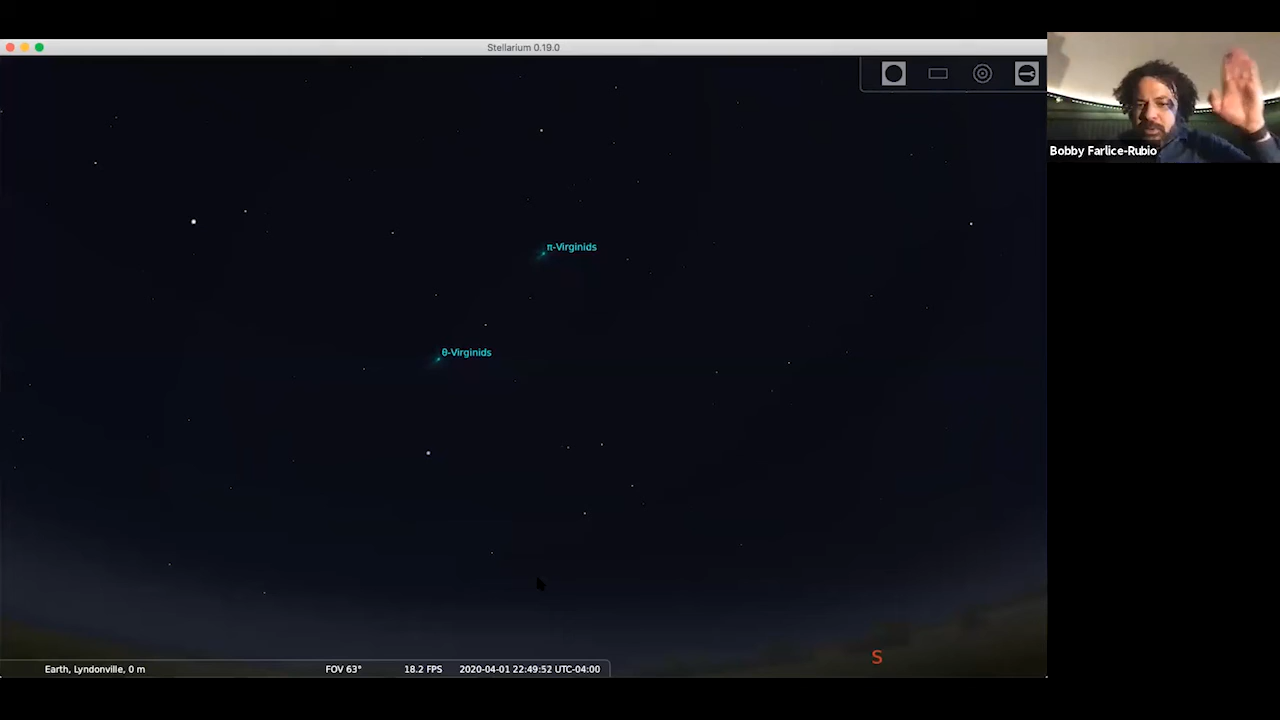 Stellarium 0.19.0
Bobby Farlice-Rubio
π-Virginids
θ-Virginids
S
Earth, Lyndonville, 0 m FOV 63° 18.2 FPS 2020-04-01 22:49:52 UTC-04:00